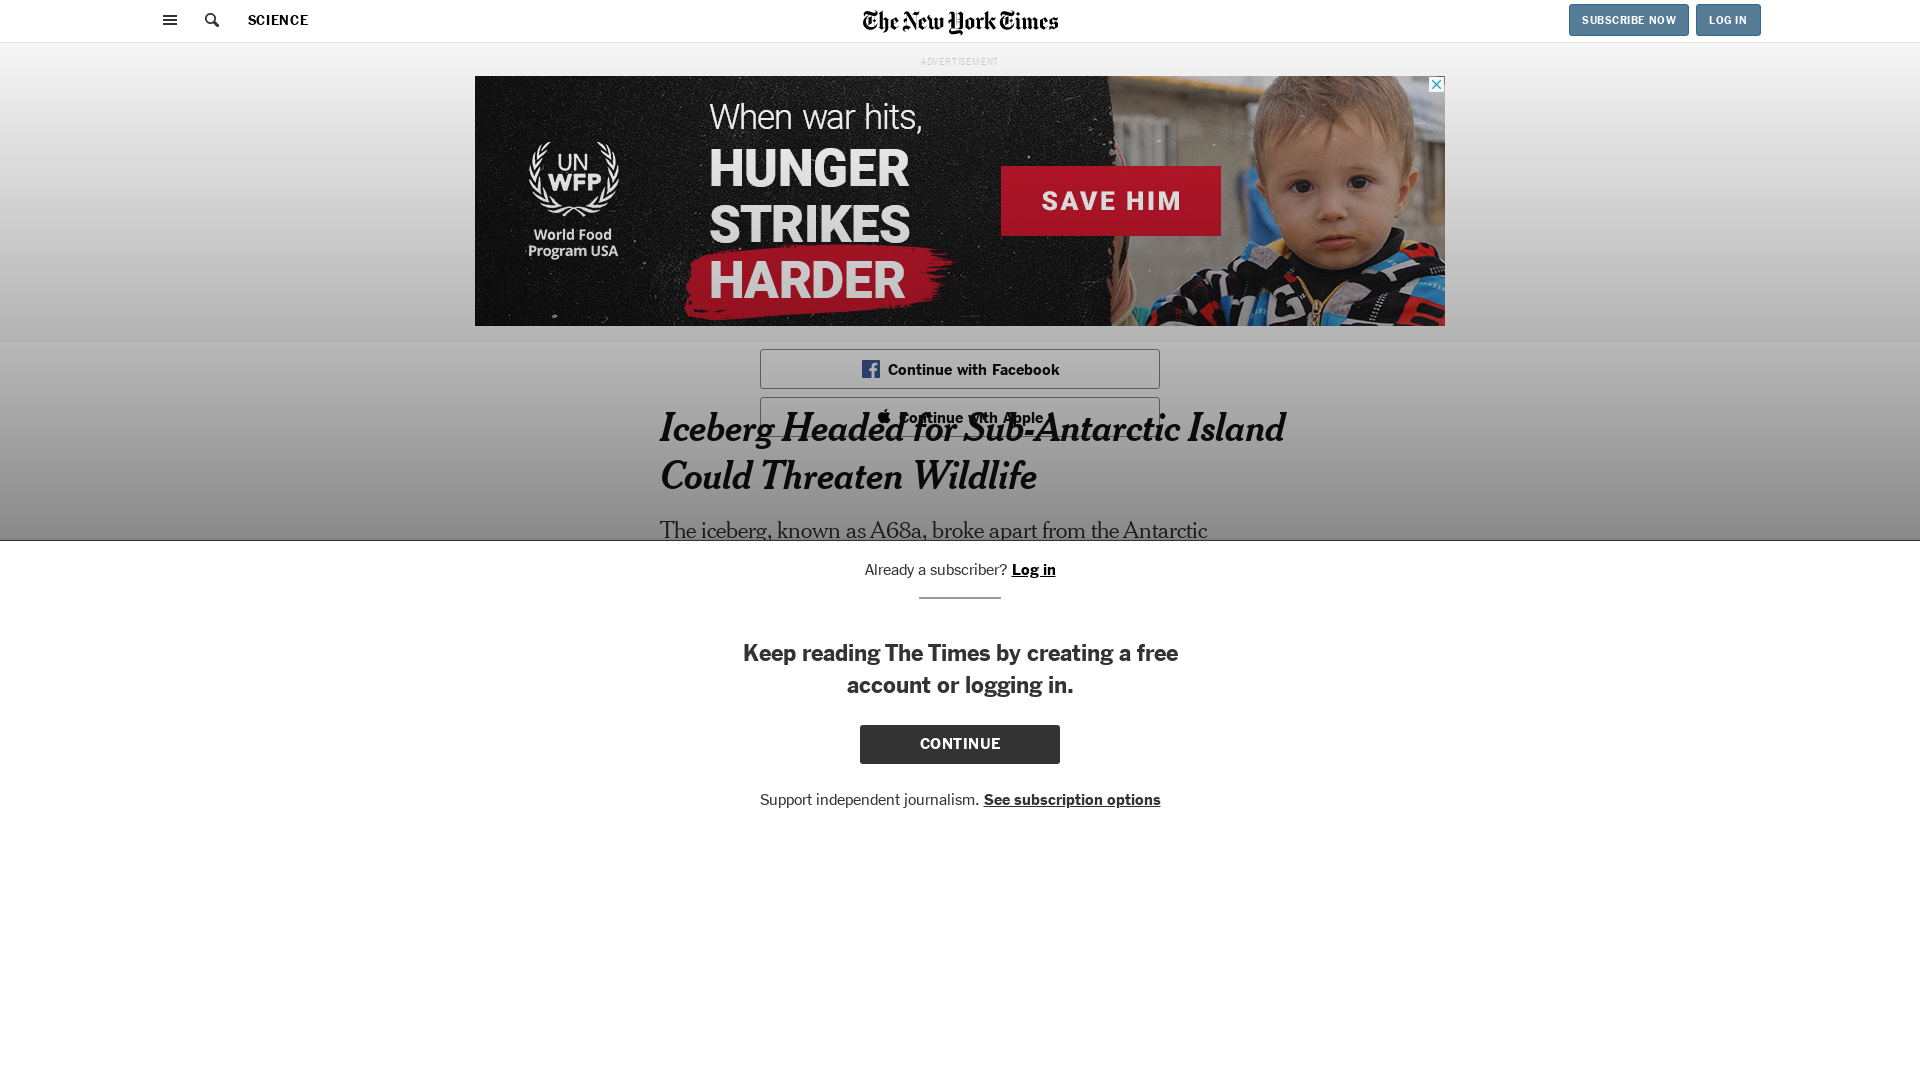 SCIENCE
The New York Times
SUBSCRIBE NOW
LOG IN
ADVERTISEMENT
UN
WFP
World Food
Program USA
When war hits,
HUNGER
STRIKES
HARDER
SAVE HIM
Continue with Facebook
Continue with Apple
Iceberg Headed for Sub-Antarctic Island
Could Threaten Wildlife
The iceberg, known as A68a, broke apart from the Antarctic
Already a subscriber? Log in
Keep reading The Times by creating a free
account or logging in.
CONTINUE
Support independent journalism. See subscription options